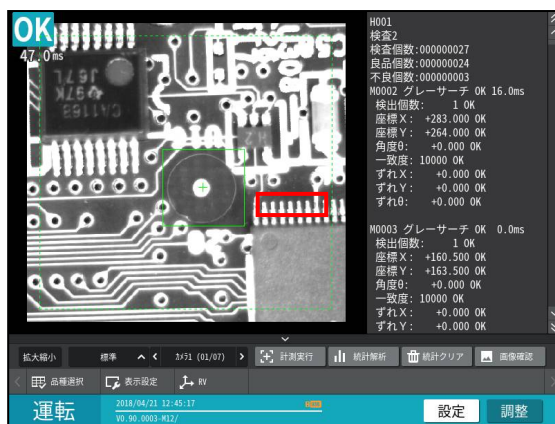 OK
47.0ms
H001
検査2
検査個数:000000027
良品個数:000000024
不良個数:000000003
M0002 グレーサーチ OK 16.0ms
検出個数: 1 OK
座標X: +283.000 OK
座標Y: +264.000 OK
角度θ: +0.000 OK
一致度: 10000 OK
ずれX: +0.000 OK
ずれY: +0.000 OK
ずれθ: +0.000 OK
M0003 グレーサーチ OK 0.0ms
検出個数: 1 OK
座標X: +160.500 OK
座標Y: +163.500 OK
角度θ: +0.000 OK
一致度: 10000 OK
ずれX: +0.000 OK
ずれY: +0.000 OK
拡大縮小 標準 カメラ1 (01/07) 計測実行 統計解析 統計クリア 画像確認
品種選択 表示設定 RV
運転 2018/04/21 12:45:17 設定 調整
V0.90.0003-M12/